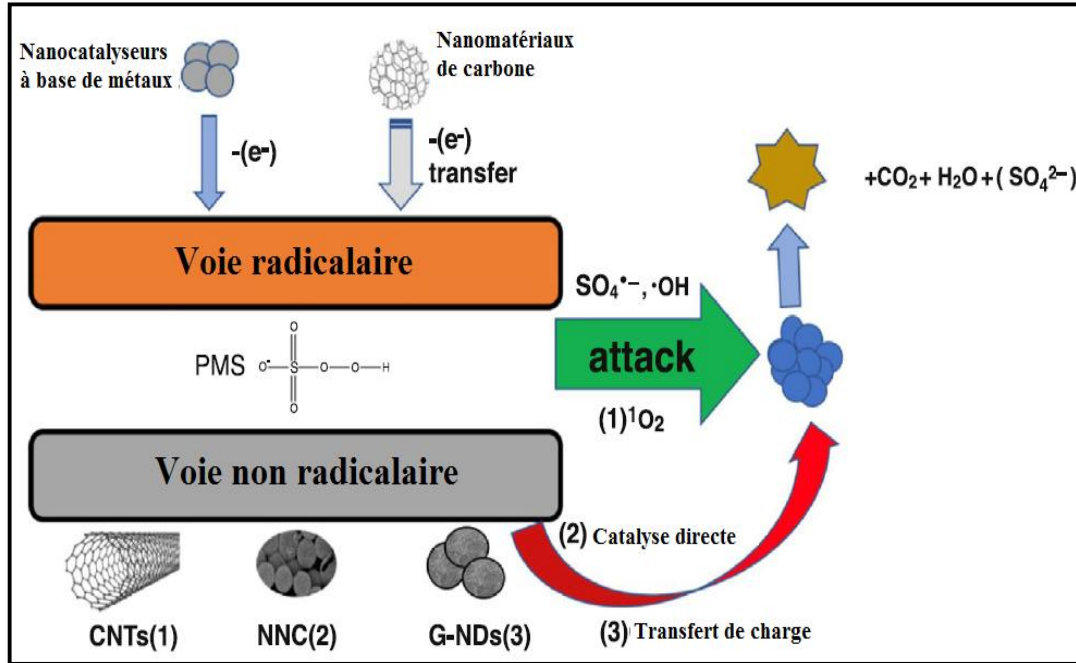 Nanocatalyseurs
à base de métaux
Nanomatériaux
de carbone
-(e-)
-(e-)
transfer
+CO₂+ H₂O+( SO₄²⁻)
Voie radicalaire
SO₄•⁻, ·OH
attack
(1)¹O₂
PMS
O O⁻ S O O H O
Voie non radicalaire
(2) Catalyse directe
(3) Transfert de charge
CNTs(1)
NNC(2)
G-NDs(3)